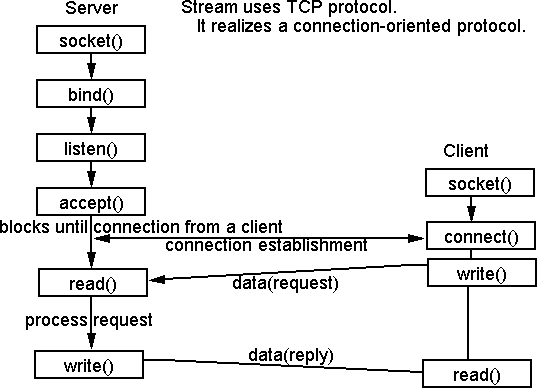 Server
Stream uses TCP protocol.
It realizes a connection-oriented protocol.
socket()
bind()
listen()
Client
accept()
socket()
blocks until connection from a client
connect()
connection establishment
write()
read()
data(request)
process request
data(reply)
write()
read()